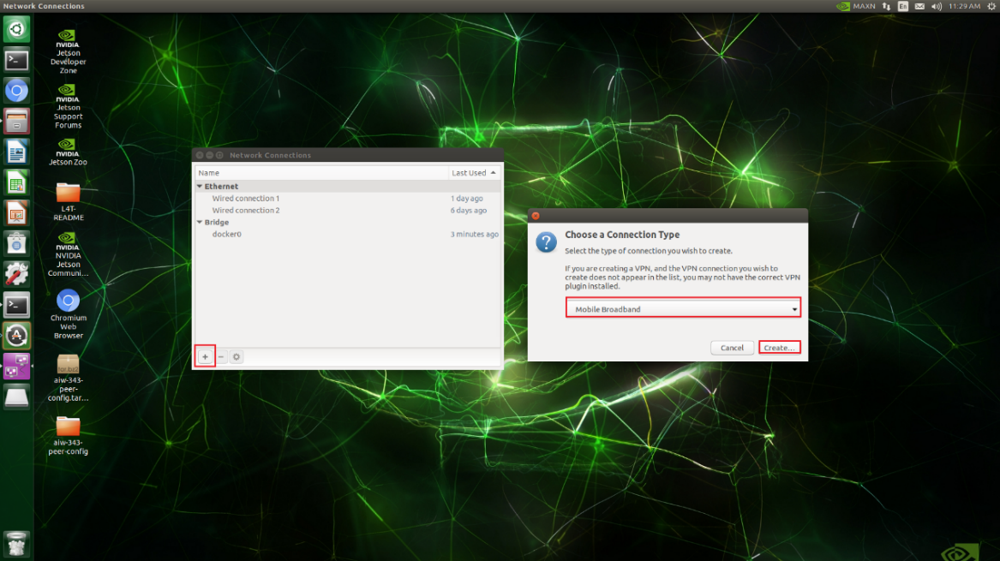 Network Connections
MAXN
En
11:29 AM
NVIDIA
Jetson
Developer
Zone
NVIDIA
Jetson
Support
Forums
NVIDIA
Jetson Zoo
L4T-
README
NVIDIA
NVIDIA
Jetson
Communi...
Chromium
Web
Browser
tar.bz2
aiw-343-
peer-
config.tar...
aiw-343-
peer-config
Network Connections
Name
Last Used
Ethernet
Wired connection 1
1 day ago
Wired connection 2
6 days ago
Bridge
docker0
3 minutes ago
Choose a Connection Type
Select the type of connection you wish to create.
If you are creating a VPN, and the VPN connection you wish to
create does not appear in the list, you may not have the correct VPN
plugin installed.
Mobile Broadband
Cancel
Create...